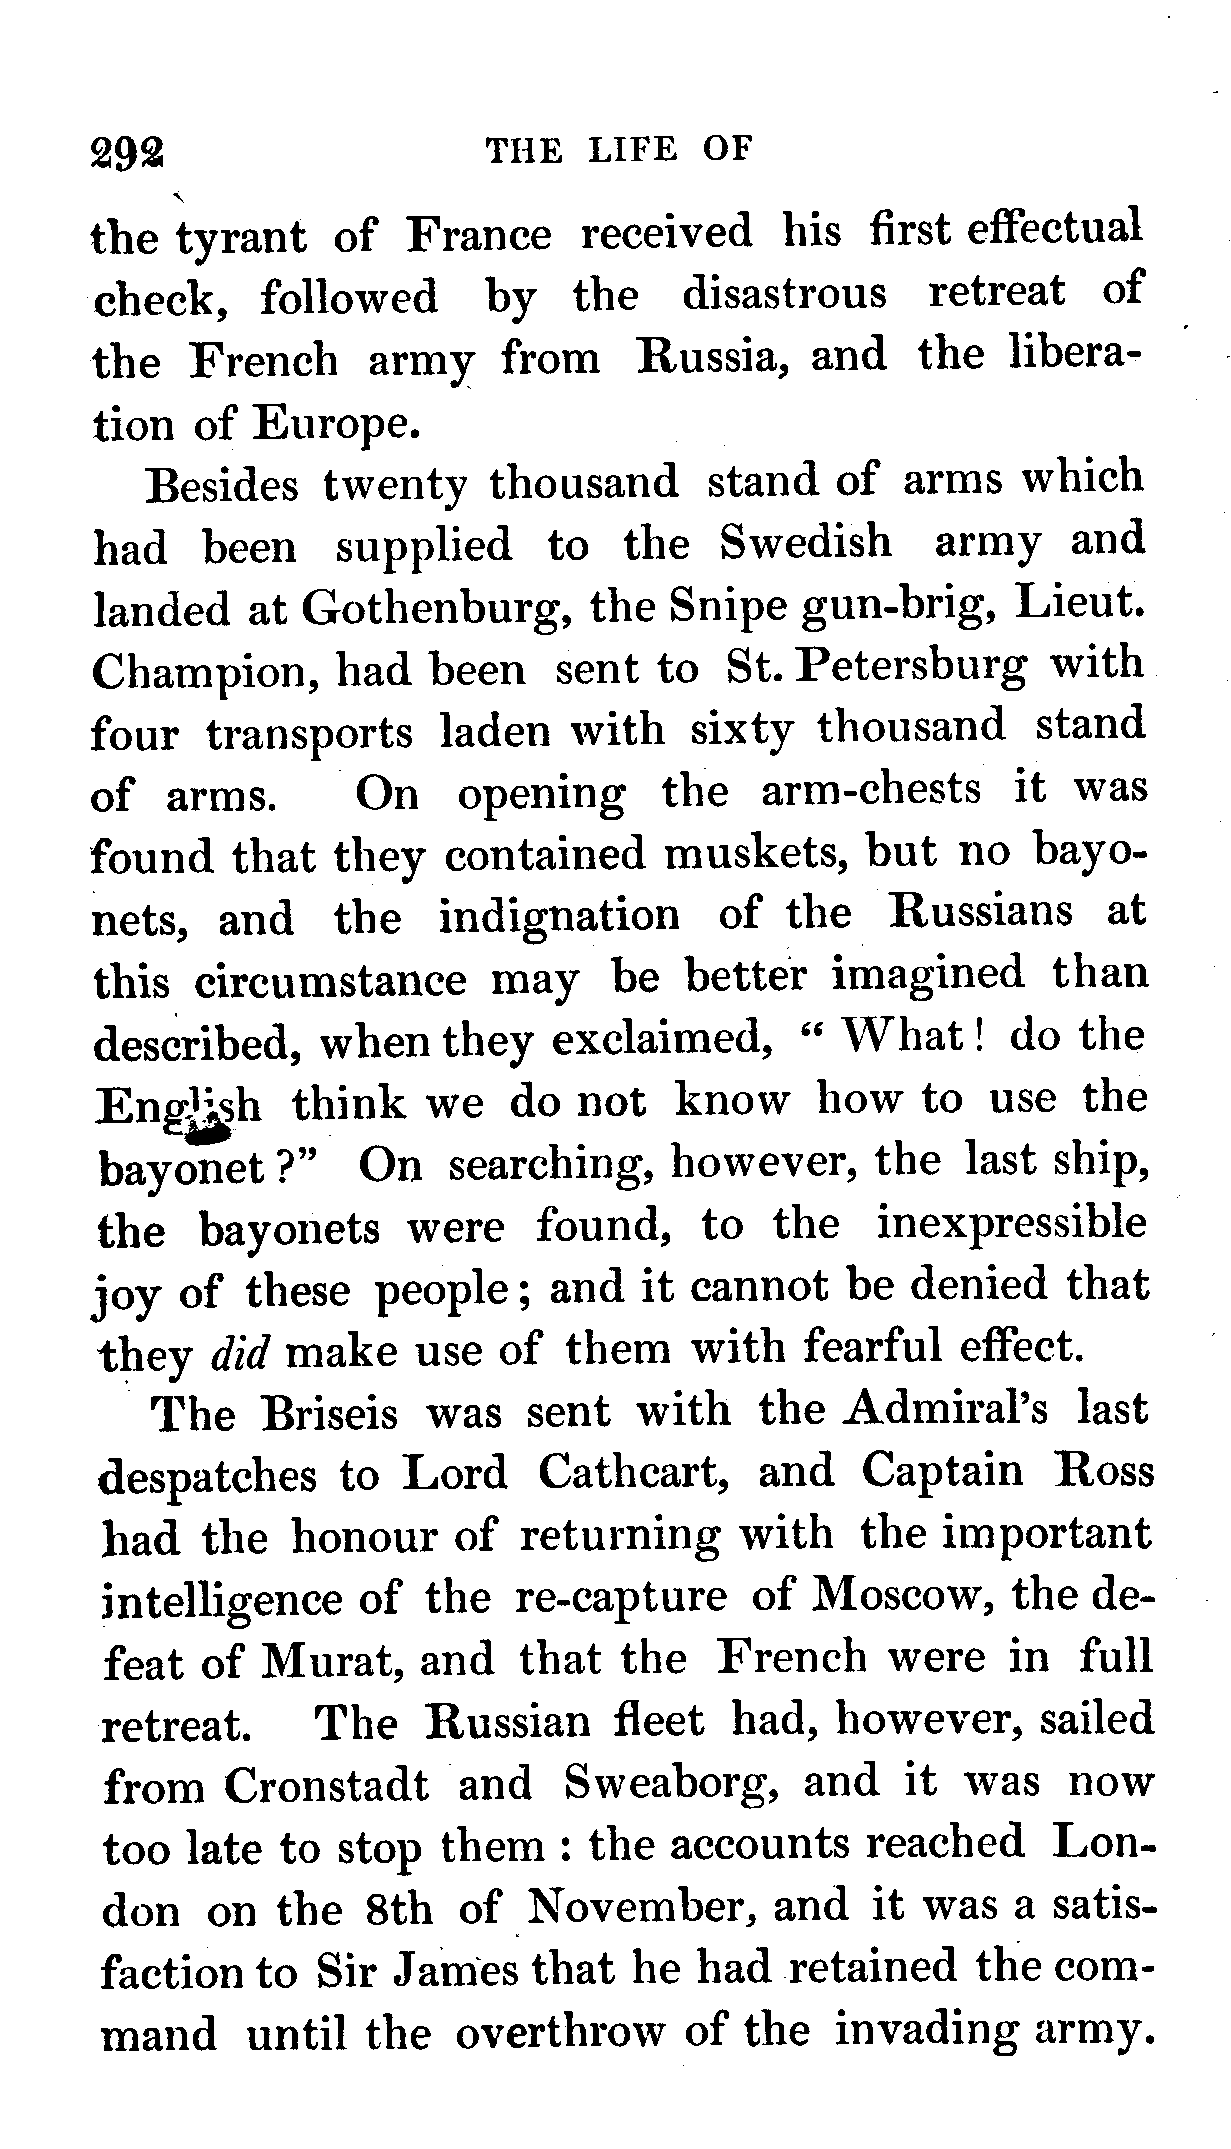 292 THE LIFE OF
the tyrant of France received his first effectual
check, followed by the disastrous retreat of
the French army from Russia, and the libera-
tion of Europe.
Besides twenty thousand stand of arms which
had been supplied to the Swedish army and
landed at Gothenburg, the Snipe gun-brig, Lieut.
Champion, had been sent to St. Petersburg with
four transports laden with sixty thousand stand
of arms. On opening the arm-chests it was
found that they contained muskets, but no bayo-
nets, and the indignation of the Russians at
this circumstance may be better imagined than
described, when they exclaimed, “ What ! do the
English think we do not know how to use the
bayonet ?” On searching, however, the last ship,
the bayonets were found, to the inexpressible
joy of these people ; and it cannot be denied that
they did make use of them with fearful effect.
The Briseis was sent with the Admiral’s last
despatches to Lord Cathcart, and Captain Ross
had the honour of returning with the important
intelligence of the re-capture of Moscow, the de-
feat of Murat, and that the French were in full
retreat. The Russian fleet had, however, sailed
from Cronstadt and Sweaborg, and it was now
too late to stop them : the accounts reached Lon-
don on the 8th of November, and it was a satis-
faction to Sir James that he had retained the com-
mand until the overthrow of the invading army.